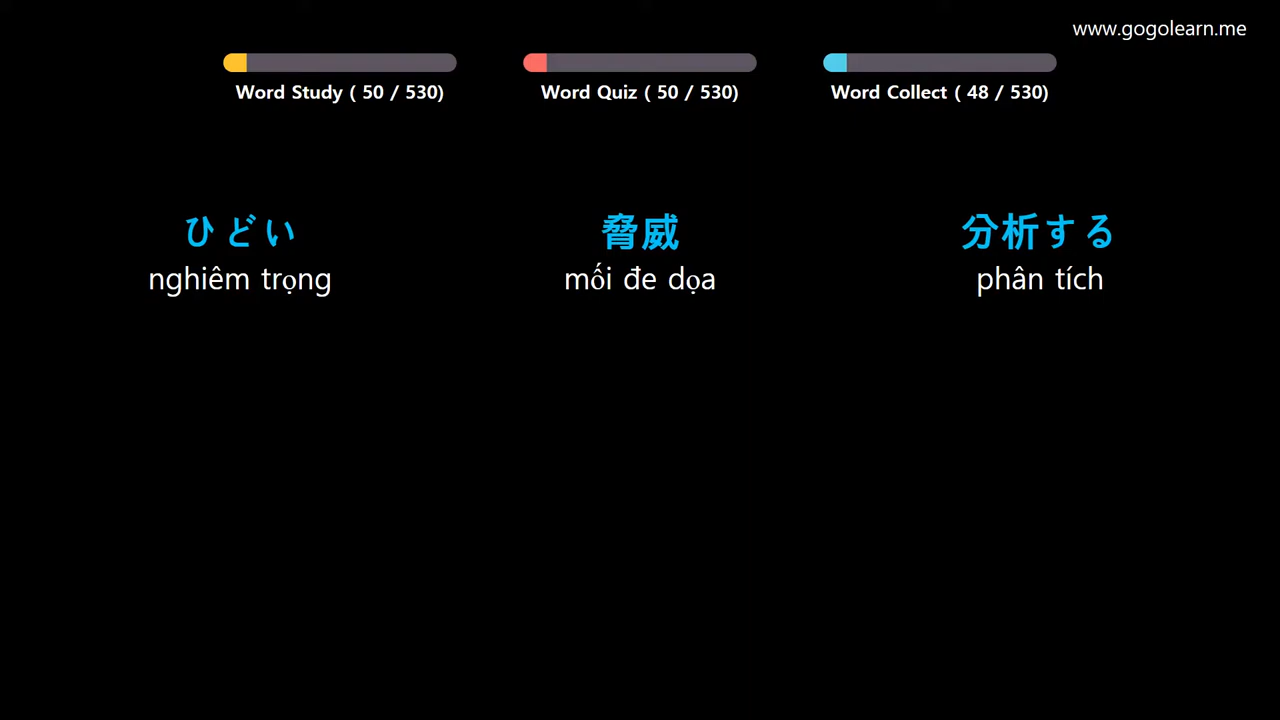 www.gogolearn.me
Word Study ( 50 / 530)
Word Quiz ( 50 / 530)
Word Collect ( 48 / 530)
ひどい
nghiêm trọng
脅威
mối đe dọa
分析する
phân tích